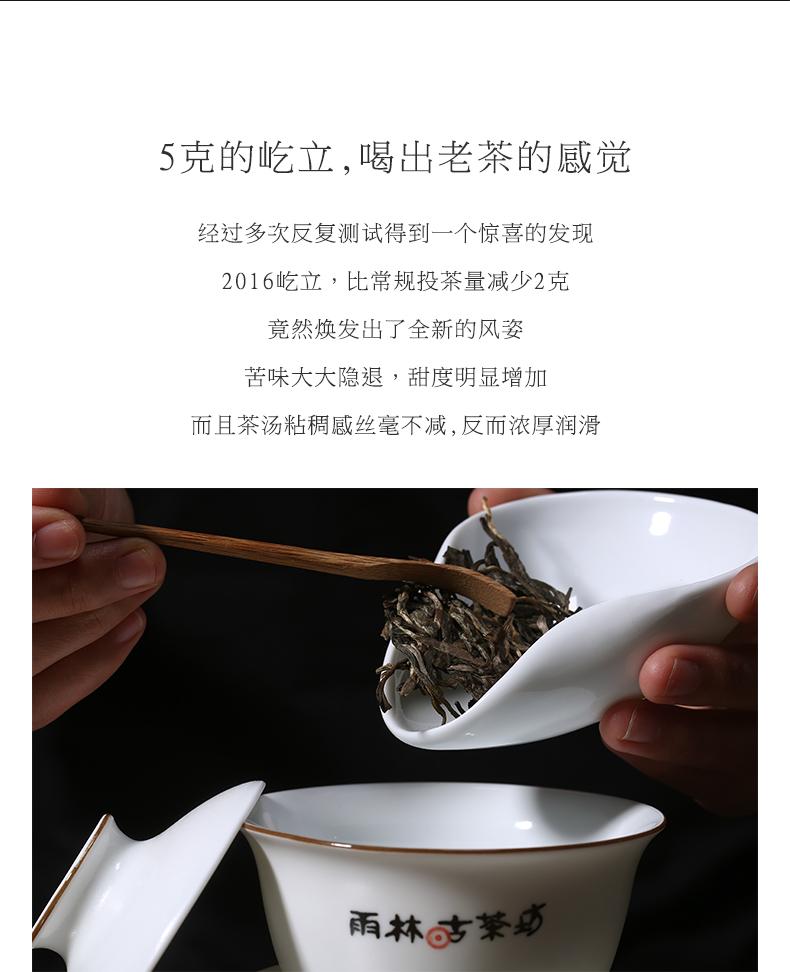 5克的屹立,喝出老茶的感觉
经过多次反复测试得到一个惊喜的发现
2016屹立，比常规投茶量减少2克
竟然焕发出了全新的风姿
苦味大大隐退，甜度明显增加
而且茶汤粘稠感丝毫不减,反而浓厚润滑
雨林古茶坊